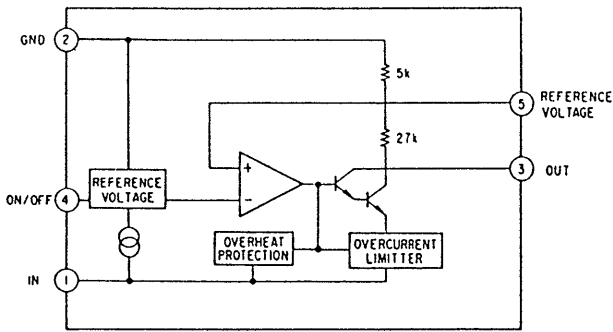 GND 2
5k
5 REFERENCE
VOLTAGE
27k
+
3 OUT
REFERENCE
VOLTAGE
ON/OFF 4
-
OVERHEAT
PROTECTION
OVERCURRENT
LIMITTER
IN 1